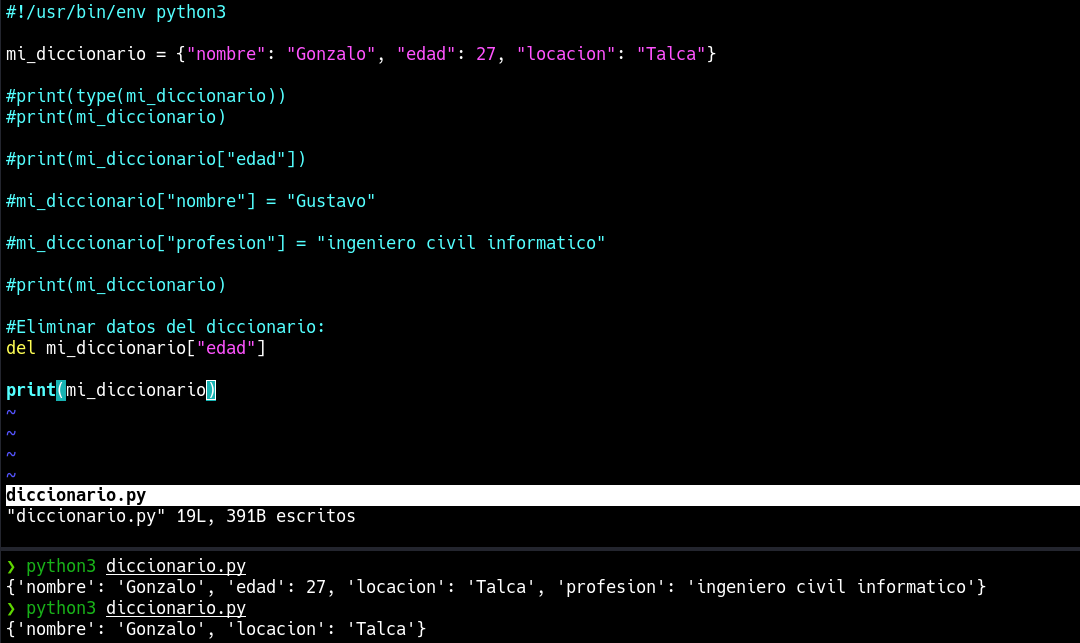 #!/usr/bin/env python3
mi_diccionario = {"nombre": "Gonzalo", "edad": 27, "locacion": "Talca"}
#print(type(mi_diccionario))
#print(mi_diccionario)
#print(mi_diccionario["edad"])
#mi_diccionario["nombre"] = "Gustavo"
#mi_diccionario["profesion"] = "ingeniero civil informatico"
#print(mi_diccionario)
#Eliminar datos del diccionario:
del mi_diccionario["edad"]
print(mi_diccionario)
~
~
~
~
diccionario.py
"diccionario.py" 19L, 391B escritos
❯ python3 diccionario.py
{'nombre': 'Gonzalo', 'edad': 27, 'locacion': 'Talca', 'profesion': 'ingeniero civil informatico'}
❯ python3 diccionario.py
{'nombre': 'Gonzalo', 'locacion': 'Talca'}